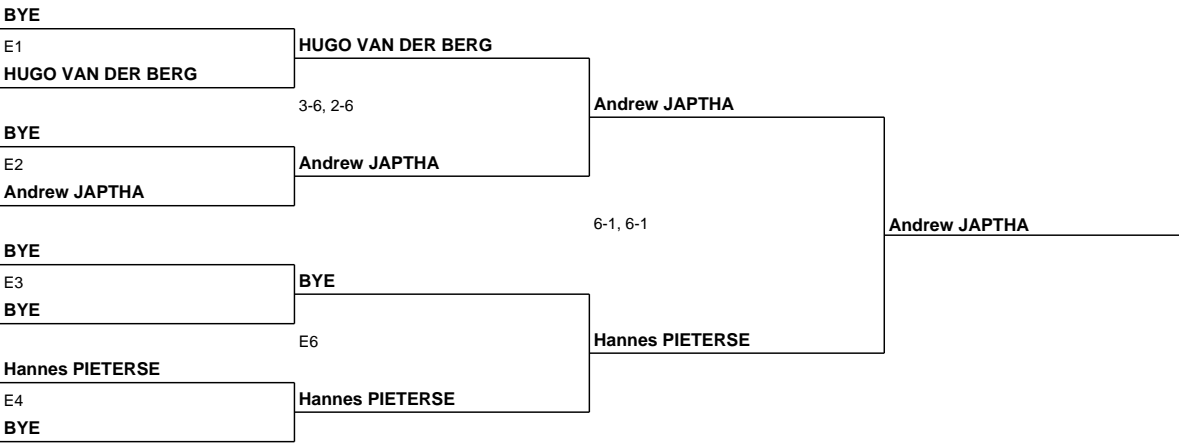 BYE
E1
HUGO VAN DER BERG
HUGO VAN DER BERG
3-6, 2-6
Andrew JAPTHA
BYE
E2
Andrew JAPTHA
Andrew JAPTHA
6-1, 6-1
Andrew JAPTHA
BYE
E3
BYE
BYE
E6
Hannes PIETERSE
Hannes PIETERSE
E4
Hannes PIETERSE
BYE